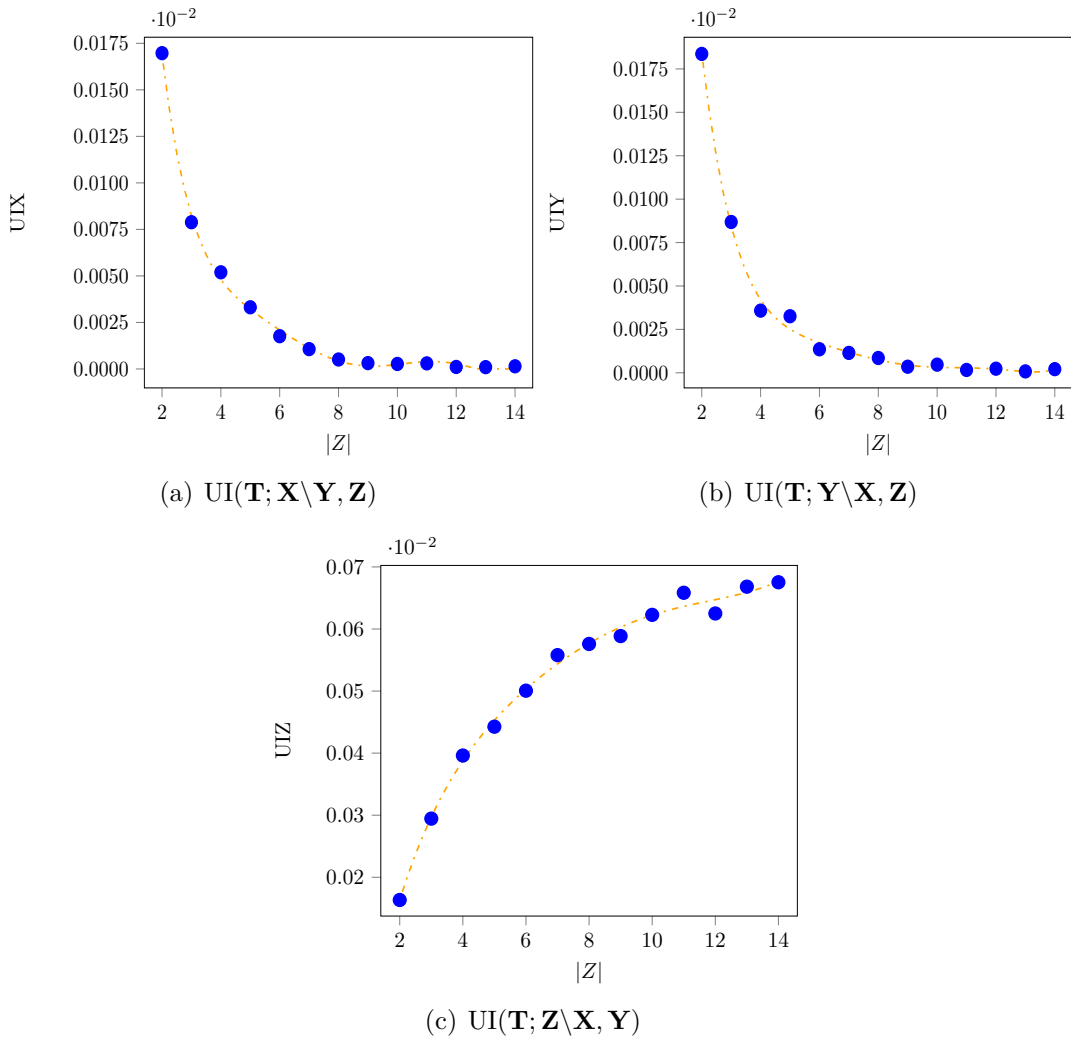 ·10⁻²
0.0175
0.0150
0.0125
0.0100
0.0075
0.0050
0.0025
0.0000
UIX
2 4 6 8 10 12 14
|Z|
(a) UI(T; X\Y, Z)
·10⁻²
0.0175
0.0150
0.0125
0.0100
0.0075
0.0050
0.0025
0.0000
UIY
2 4 6 8 10 12 14
|Z|
(b) UI(T; Y\X, Z)
·10⁻²
0.07
0.06
0.05
0.04
0.03
0.02
UIZ
2 4 6 8 10 12 14
|Z|
(c) UI(T; Z\X, Y)